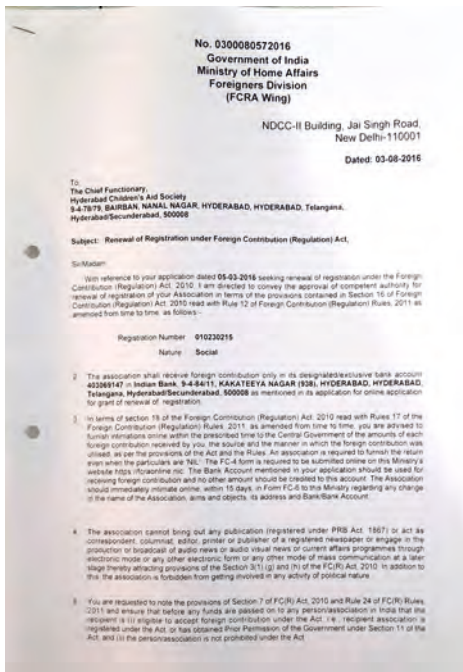 No. 0300080572016
Government of India
Ministry of Home Affairs
Foreigners Division
(FCRA Wing)
NDCC-II Building, Jai Singh Road,
New Delhi-110001
Dated: 03-08-2016
To,
The Chief Functionary,
Hyderabad Children's Aid Society
9-4-78/79, BAIRBAN, NANAL NAGAR, HYDERABAD, HYDERABAD, Telangana,
Hyderabad/Secunderabad, 500008
Subject: Renewal of Registration under Foreign Contribution (Regulation) Act,
Sir/Madam
With reference to your application dated 05-03-2016 seeking renewal of registration under the Foreign
Contribution (Regulation) Act, 2010. I am directed to convey the approval of competent authority for
renewal of registration of your Association in terms of the provisions contained in Section 16 of Foreign
Contribution (Regulation) Act, 2010 read with Rule 12 of Foreign Contribution (Regulation) Rules, 2011 as
amended from time to time, as follows:-
Registration Number 010230215
Nature Social
2 The association shall receive foreign contribution only in its designated/exclusive bank account
403069147 in Indian Bank, 9-4-84/11, KAKATEEYA NAGAR (938), HYDERABAD, HYDERABAD,
Telangana, Hyderabad/Secunderabad, 500008 as mentioned in its application for online application
for grant of renewal of registration.
3 In terms of section 18 of the Foreign Contribution (Regulation) Act, 2010 read with Rules 17 of the
Foreign Contribution (Regulation) Rules, 2011, as amended from time to time, you are advised to
furnish intimations online within the prescribed time to the Central Government of the amounts of each
foreign contribution received by you, the source and the manner in which the foreign contribution was
utilised, as per the provisions of the Act and the Rules. An association is required to furnish the return
even when the particulars are 'NIL'. The FC-4 form is required to be submitted online on this Ministry's
website https //fcraonline.nic. The Bank Account mentioned in your application should be used for
receiving foreign contribution and no other amount should be credited to this account. The Association
should immediately intimate online, within 15 days, in Form FC-6 to this Ministry regarding any change
in the name of the Association, aims and objects, its address and Bank/Bank Account.
4 The association cannot bring out any publication (registered under PRB Act, 1867) or act as
correspondent, columnist, editor, printer or publisher of a registered newspaper or engage in the
production or broadcast of audio news or audio visual news or current affairs programmes through
electronic mode or any other electronic form or any other mode of mass communication at a later
stage thereby attracting provisions of the Section 3(1) (g) and (h) of the FC(R) Act, 2010. In addition to
this, the association is forbidden from getting involved in any activity of political nature.
5 You are requested to note the provisions of Section 7 of FC(R) Act, 2010 and Rule 24 of FC(R) Rules,
2011 and ensure that before any funds are passed on to any person/association in India that the
recipient is (i) eligible to accept foreign contribution under the Act, i.e., recipient association is
registered under the Act, or has obtained Prior Permission of the Government under Section 11 of the
Act; and (ii) the person/association is not prohibited under the Act